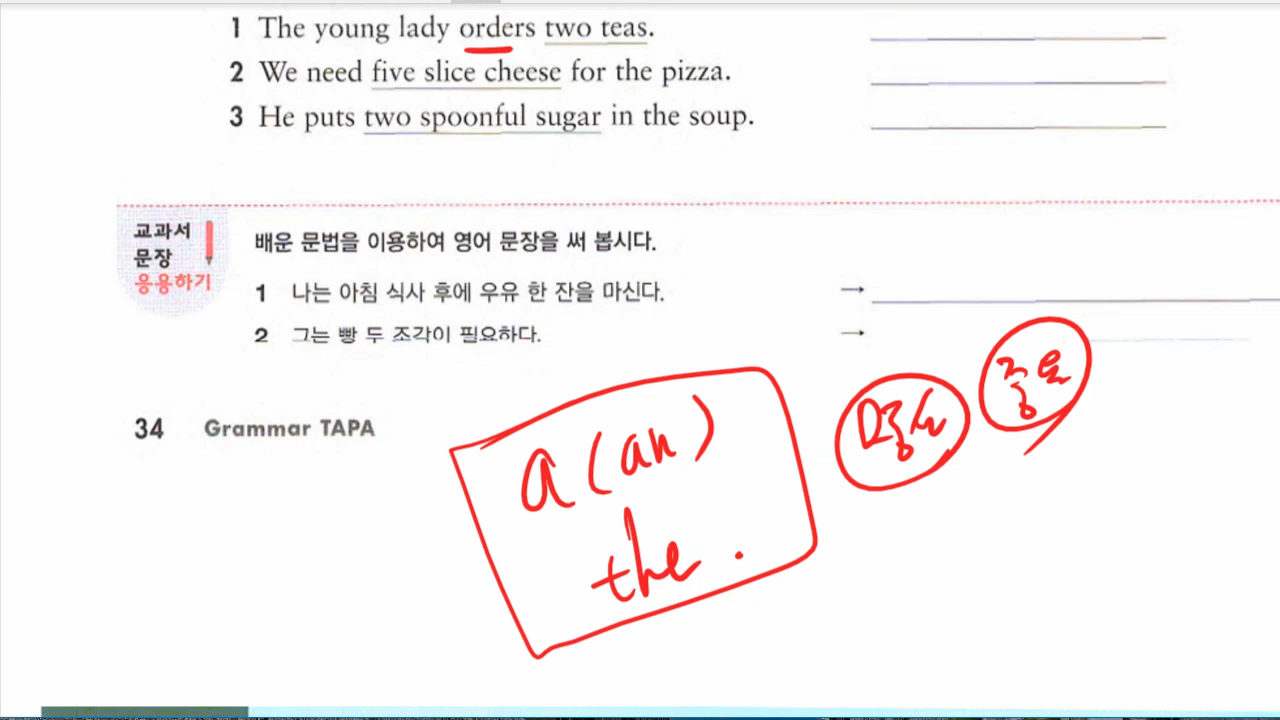 1 The young lady orders two teas.
2 We need five slice cheese for the pizza.
3 He puts two spoonful sugar in the soup.
교과서
문장
응용하기
배운 문법을 이용하여 영어 문장을 써 봅시다.
1 나는 아침 식사 후에 우유 한 잔을 마신다. →
2 그는 빵 두 조각이 필요하다. →
34 Grammar TAPA
a (an)
the .